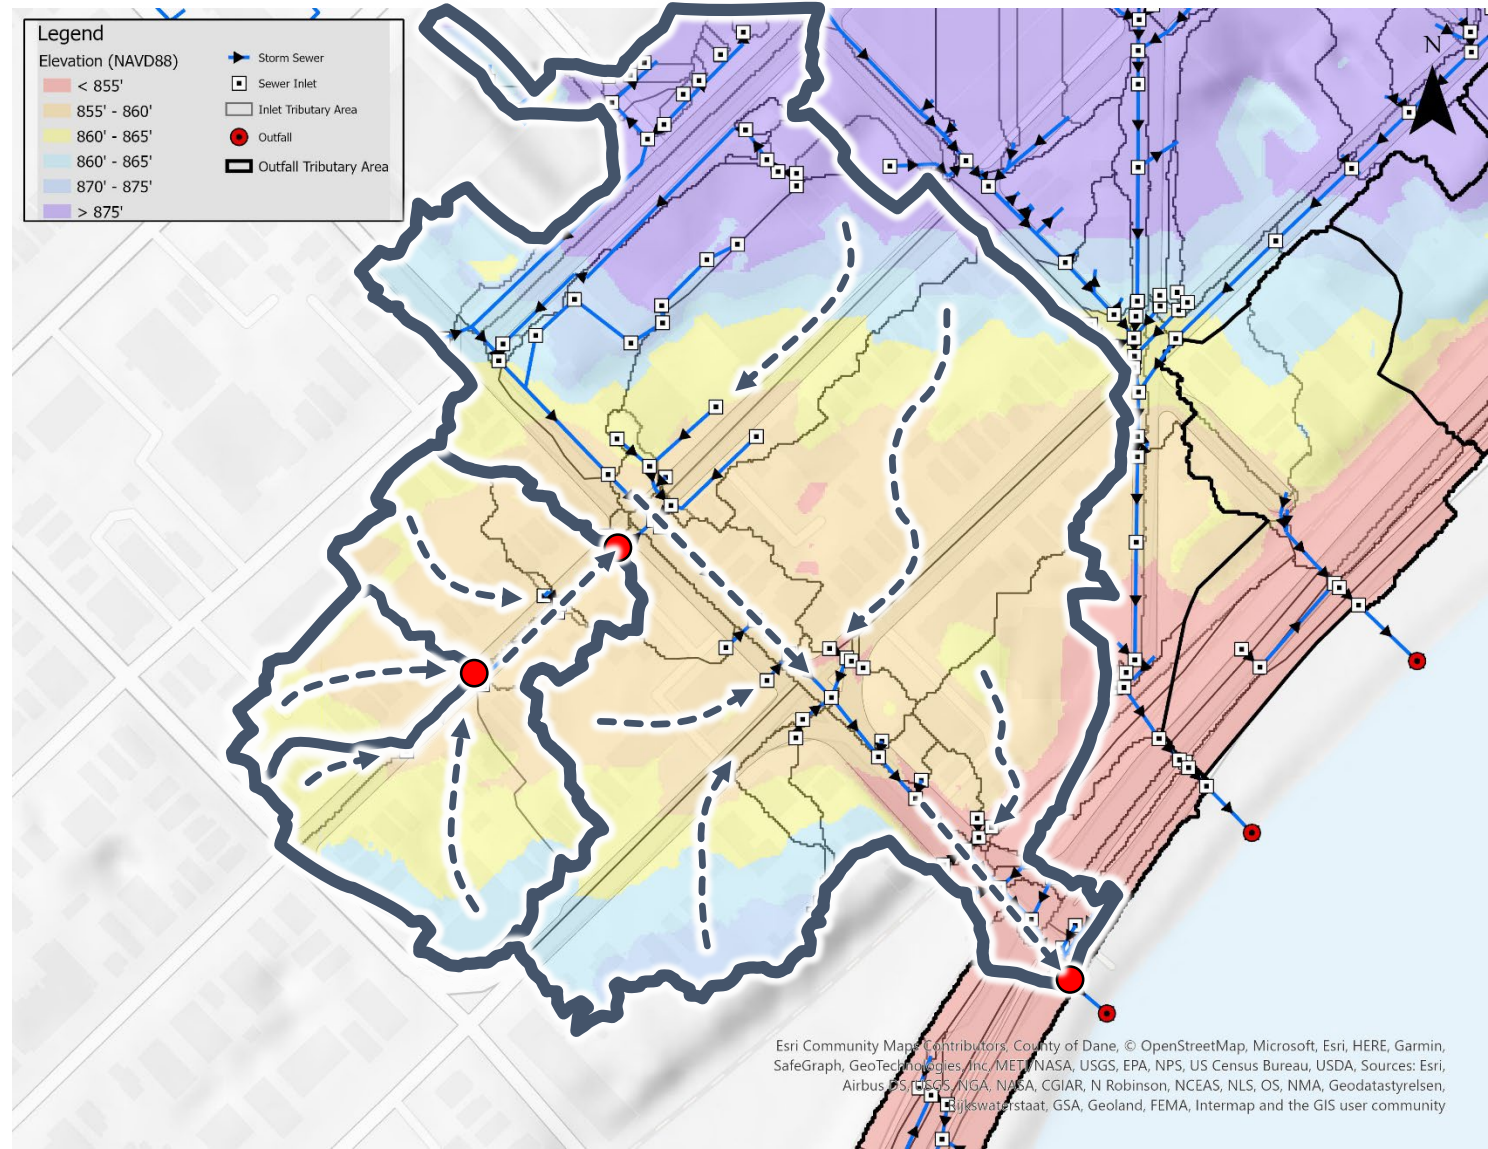 Legend
Elevation (NAVD88)
< 855'
855' - 860'
860' - 865'
860' - 865'
870' - 875'
> 875'
Storm Sewer
Sewer Inlet
Inlet Tributary Area
Outfall
Outfall Tributary Area
N
Esri Community Maps Contributors, County of Dane, © OpenStreetMap, Microsoft, Esri, HERE, Garmin,
SafeGraph, GeoTechnologies, Inc, METI/NASA, USGS, EPA, NPS, US Census Bureau, USDA, Sources: Esri,
Airbus DS, USGS, NGA, NASA, CGIAR, N Robinson, NCEAS, NLS, OS, NMA, Geodatastyrelsen,
Rijkswaterstaat, GSA, Geoland, FEMA, Intermap and the GIS user community